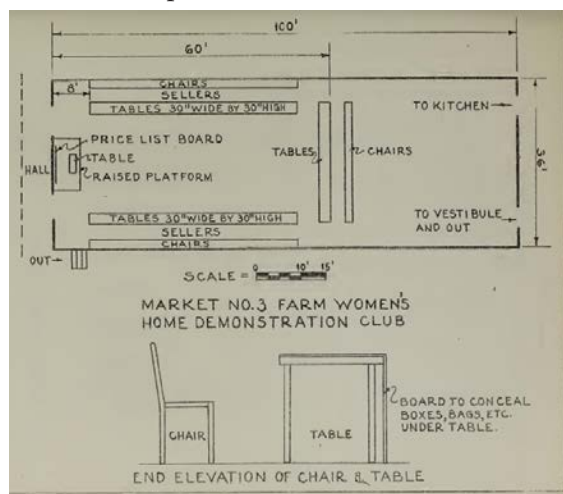 100'
60'
8'
CHAIRS
SELLERS
TABLES 30"WIDE BY 30"HIGH
TO KITCHEN
PRICE LIST BOARD
TABLE
RAISED PLATFORM
HALL
TABLES
CHAIRS
36'
TABLES 30"WIDE BY 30"HIGH
SELLERS
CHAIRS
TO VESTIBULE
AND OUT
OUT
SCALE = 0 10' 15'
MARKET NO.3 FARM WOMEN'S
HOME DEMONSTRATION CLUB
CHAIR
TABLE
BOARD TO CONCEAL
BOXES, BAGS, ETC.
UNDER TABLE.
END ELEVATION OF CHAIR & TABLE